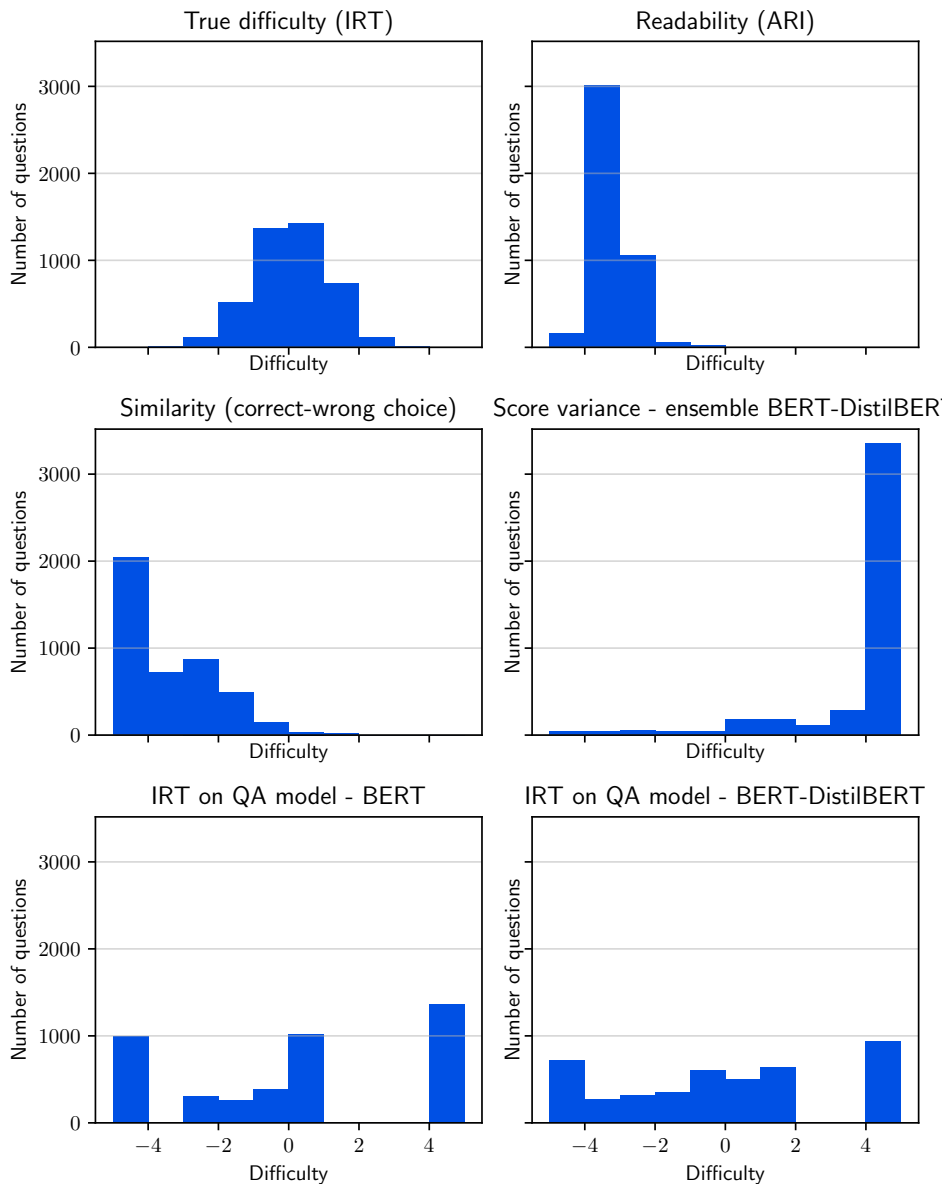 True difficulty (IRT)
Number of questions
3000
2000
1000
0
Difficulty
Readability (ARI)
Number of questions
Difficulty
Similarity (correct-wrong choice)
Number of questions
3000
2000
1000
0
Difficulty
Score variance - ensemble BERT-DistilBERT
Number of questions
Difficulty
IRT on QA model - BERT
Number of questions
3000
2000
1000
0
−4 −2 0 2 4
Difficulty
IRT on QA model - BERT-DistilBERT
Number of questions
−4 −2 0 2 4
Difficulty